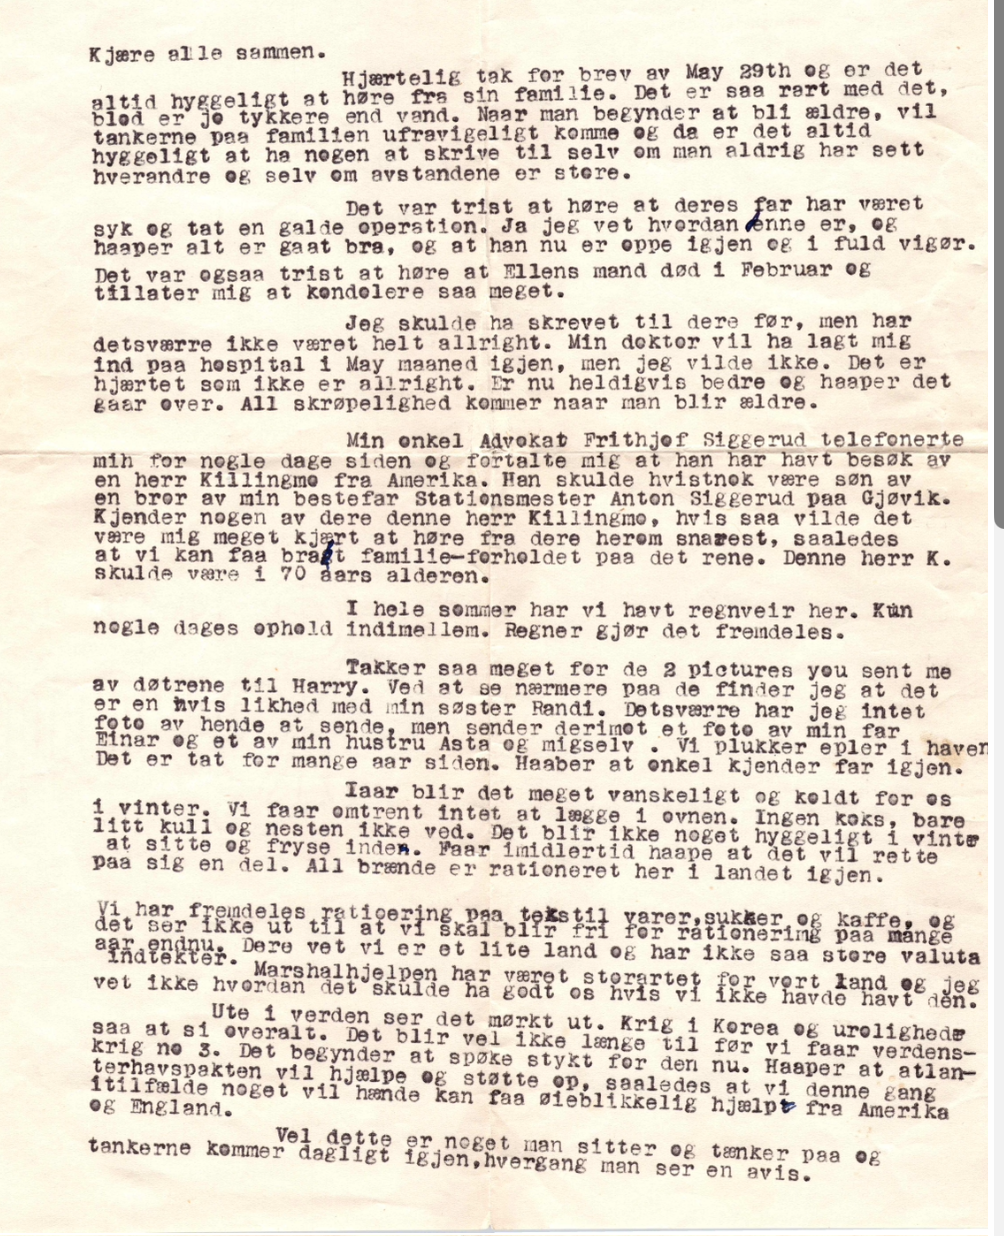 Kjære alle sammen.
Hjærtelig tak for brev av May 29th og er det
altid hyggeligt at høre fra sin familie. Det er saa rart med det,
blod er jo tykkere end vand. Naar man begynder at bli ældre, vil
tankerne paa familien ufravigeligt komme og da er det altid
hyggeligt at ha nogen at skrive til selv om man aldrig har sett
hverandre og selv om avstandene er store.
Det var trist at høre at deres far har været
syk og tat en galde operstion. Ja jeg vet hvordan enne er, og
haaper alt er gaat bra, og at han nu er oppe igjen og i fuld vigør.
Det var ogsaa trist at høre at Ellens mand død i Februar og
tillater mig at kondolere saa meget.
Jeg skulde ha skrevet til dere før, men har
detsværre ikke været helt allright. Min doktor vil ha lagt mig
ind paa hospital i May maaned igjen, men jeg vilde ikke. Det er
hjærtet som ikke er allright. Er nu heldigvis bedre og haaper det
gaar over. All skrøpelighed kommer naar man blir ældre.
Min onkel Advokat Frithjof Siggerud telefonerte
mih for nogle dage siden og fortalte mig at han har havt besøk av
en herr Killingmo fra Amerika. Han skulde hvistnok være søn av
en bror av min bestefar Stationsmester Anton Siggerud paa Gjøvik.
Kjender nogen av dere denne herr Killingmo, hvis saa vilde det
være mig meget kjært at høre fra dere herom snarest, saaledes
at vi kan faa bragt familie-forholdet paa det rene. Denne herr K.
skulde være i 70 aars alderen.
I hele sommer har vi havt regnveir her. Kun
nogle dages ophold indimellem. Regner gjør det fremdeles.
Takker saa meget for de 2 pictures you sent me
av døtrene til Harry. Ved at se nærmere paa de finder jeg at det
er en hvis likhed med min søster Randi. Detsværre har jeg intet
foto av hende at sende, men sender derimot et foto av min far
Einar og et av min hustru Asta og migselv . Vi plukker epler i haven
Det er tat for mange aar siden. Haaber at onkel kjender far igjen.
Iaar blir det meget vanskeligt og koldt for os
i vinter. Vi faar omtrent intet at lægge i ovnen. Ingen koks, bare
litt kull og nesten ikke ved. Det blir ikke noget hyggeligt i vinter
at sitte og fryse inden. Faar imidlertid haape at det vil rette
paa sig en del. All brænde er rationeret her i landet igjen.
Vi har fremdeles ratioering paa tekstil varer,sukker og kaffe, og
det ser ikke ut til at vi skal blir fri for rationering paa mange
aar endnu. Dere vet vi er et lite land og har ikke saa store valuta
indtekter.
Marshalhjelpen har været storartet for vort land og jeg
vet ikke hvordan det skulde ha godt os hvis vi ikke havde havt den.
Ute i verden ser det mørkt ut. Krig i Korea og uroligheder
saa at si overalt. Det blir vel ikke længe til før vi faar verdens-
krig no 3. Det begynder at spøke stykt for den nu. Haaper at atlan-
terhavspakten vil hjælpe og støtte op, saaledes at vi denne gang
itilfælde noget vil hænde kan faa øieblikkelig hjælp fra Amerika
og England.
Vel dette er noget man sitter og tænker paa og
tankerne kommer dagligt igjen,hvergang man ser en avis.